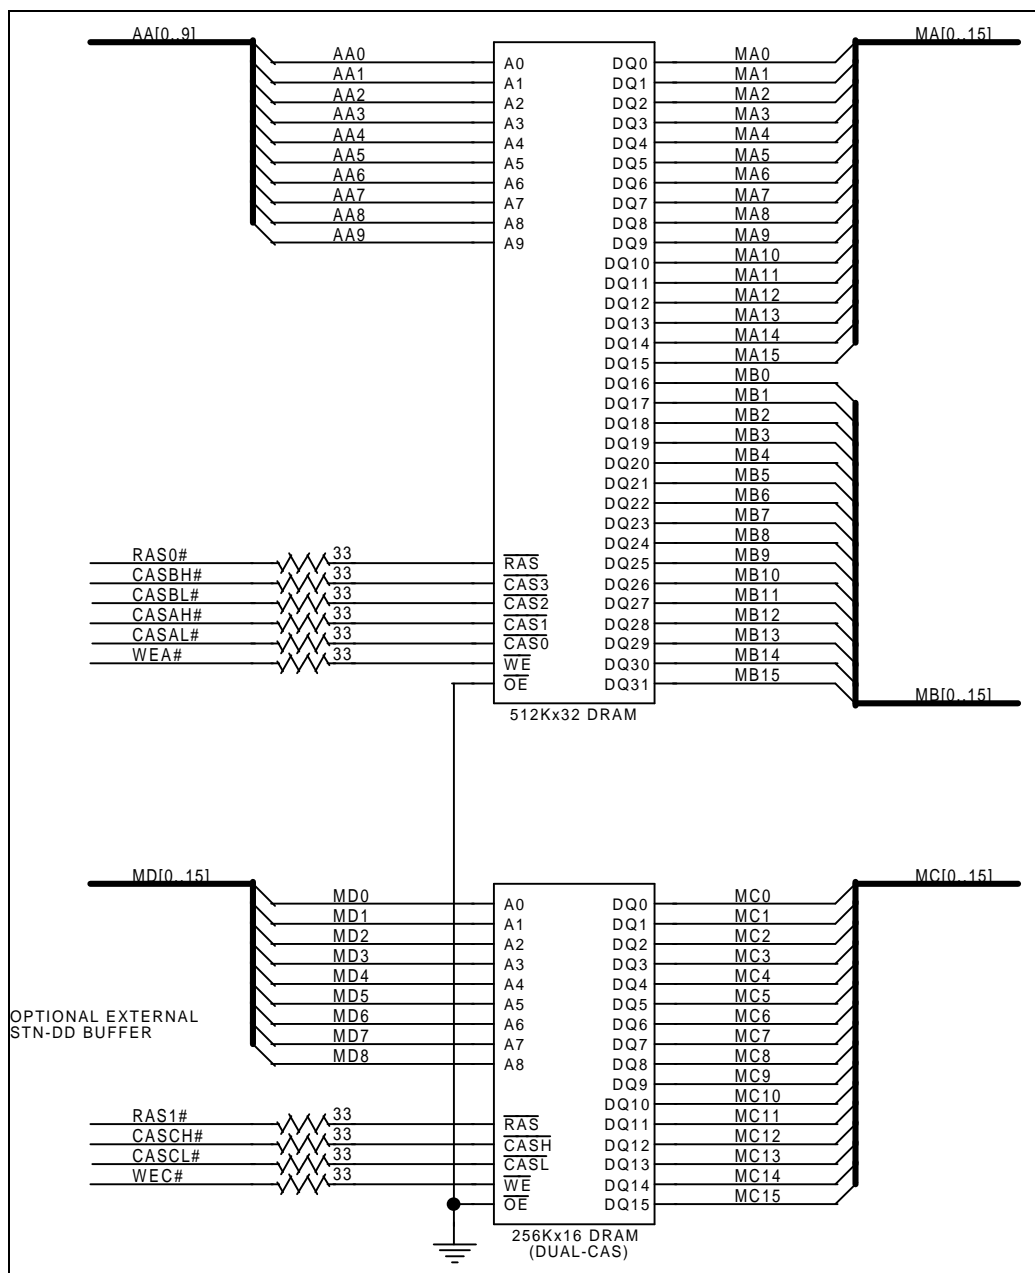 AA[0..9] MA[0..15]
AA0 A0 DQ0 MA0
AA1 A1 DQ1 MA1
AA2 A2 DQ2 MA2
AA3 A3 DQ3 MA3
AA4 A4 DQ4 MA4
AA5 A5 DQ5 MA5
AA6 A6 DQ6 MA6
AA7 A7 DQ7 MA7
AA8 A8 DQ8 MA8
AA9 A9 DQ9 MA9
DQ10 MA10
DQ11 MA11
DQ12 MA12
DQ13 MA13
DQ14 MA14
DQ15 MA15
DQ16 MB0
DQ17 MB1
DQ18 MB2
DQ19 MB3
DQ20 MB4
DQ21 MB5
DQ22 MB6
DQ23 MB7
DQ24 MB8
RAS0# 33 RAS DQ25 MB9
CASBH# 33 CAS3 DQ26 MB10
CASBL# 33 CAS2 DQ27 MB11
CASAH# 33 CAS1 DQ28 MB12
CASAL# 33 CAS0 DQ29 MB13
WEA# 33 WE DQ30 MB14
OE DQ31 MB15
MB[0..15]
512Kx32 DRAM
MD[0..15] MC[0..15]
MD0 A0 DQ0 MC0
MD1 A1 DQ1 MC1
MD2 A2 DQ2 MC2
MD3 A3 DQ3 MC3
MD4 A4 DQ4 MC4
MD5 A5 DQ5 MC5
MD6 A6 DQ6 MC6
MD7 A7 DQ7 MC7
MD8 A8 DQ8 MC8
OPTIONAL EXTERNAL
STN-DD BUFFER
DQ9 MC9
DQ10 MC10
RAS1# 33 RAS DQ11 MC11
CASCH# 33 CASH DQ12 MC12
CASCL# 33 CASL DQ13 MC13
WEC# 33 WE DQ14 MC14
OE DQ15 MC15
256Kx16 DRAM
(DUAL-CAS)